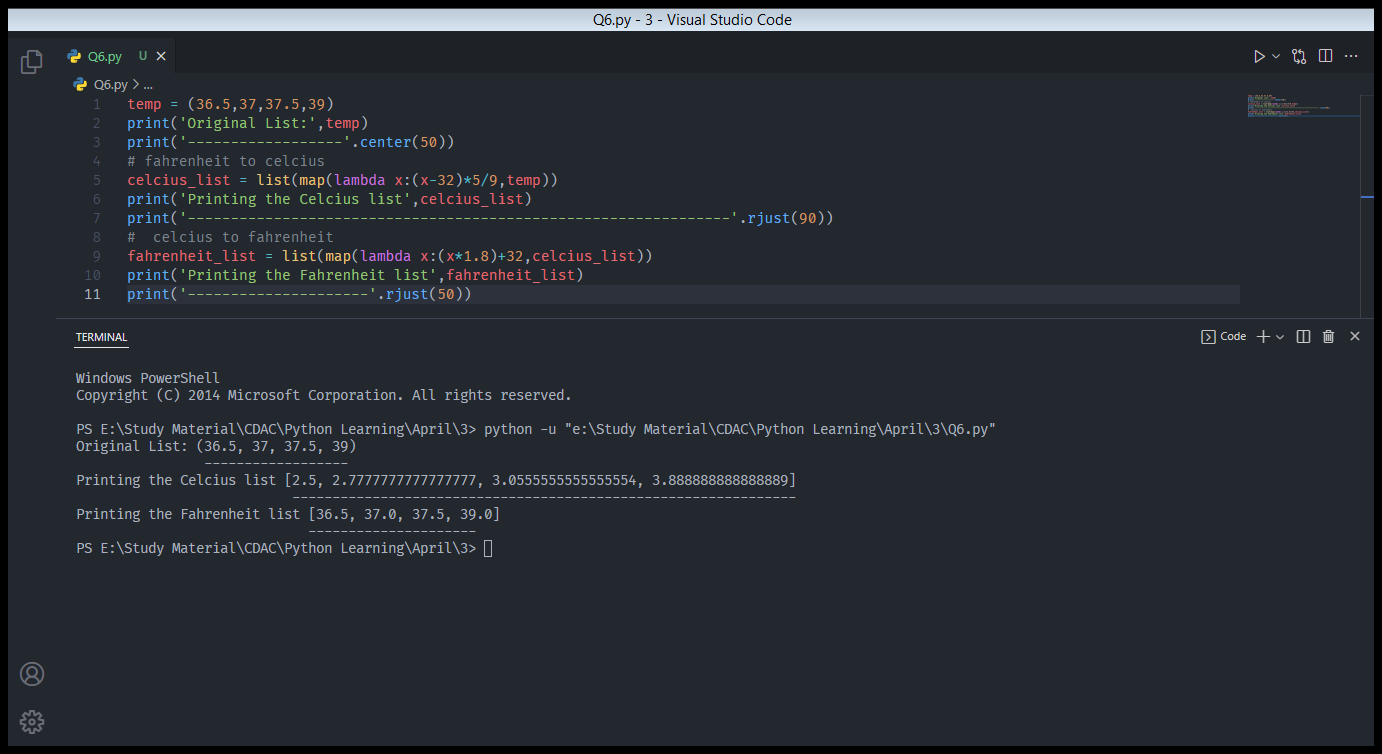 Q6.py - 3 - Visual Studio Code
Q6.py U
Q6.py > ...
1 temp = (36.5,37,37.5,39)
2 print('Original List:',temp)
3 print('------------------'.center(50))
4 # fahrenheit to celcius
5 celcius_list = list(map(lambda x:(x-32)*5/9,temp))
6 print('Printing the Celcius list',celcius_list)
7 print('---------------------------------------------------------------'.rjust(90))
8 #  celcius to fahrenheit
9 fahrenheit_list = list(map(lambda x:(x*1.8)+32,celcius_list))
10 print('Printing the Fahrenheit list',fahrenheit_list)
11 print('---------------------'.rjust(50))
TERMINAL
Code
Windows PowerShell
Copyright (C) 2014 Microsoft Corporation. All rights reserved.
PS E:\Study Material\CDAC\Python Learning\April\3> python -u "e:\Study Material\CDAC\Python Learning\April\3\Q6.py"
Original List: (36.5, 37, 37.5, 39)
------------------
Printing the Celcius list [2.5, 2.7777777777777777, 3.0555555555555554, 3.888888888888889]
---------------------------------------------------------------
Printing the Fahrenheit list [36.5, 37.0, 37.5, 39.0]
---------------------
PS E:\Study Material\CDAC\Python Learning\April\3>